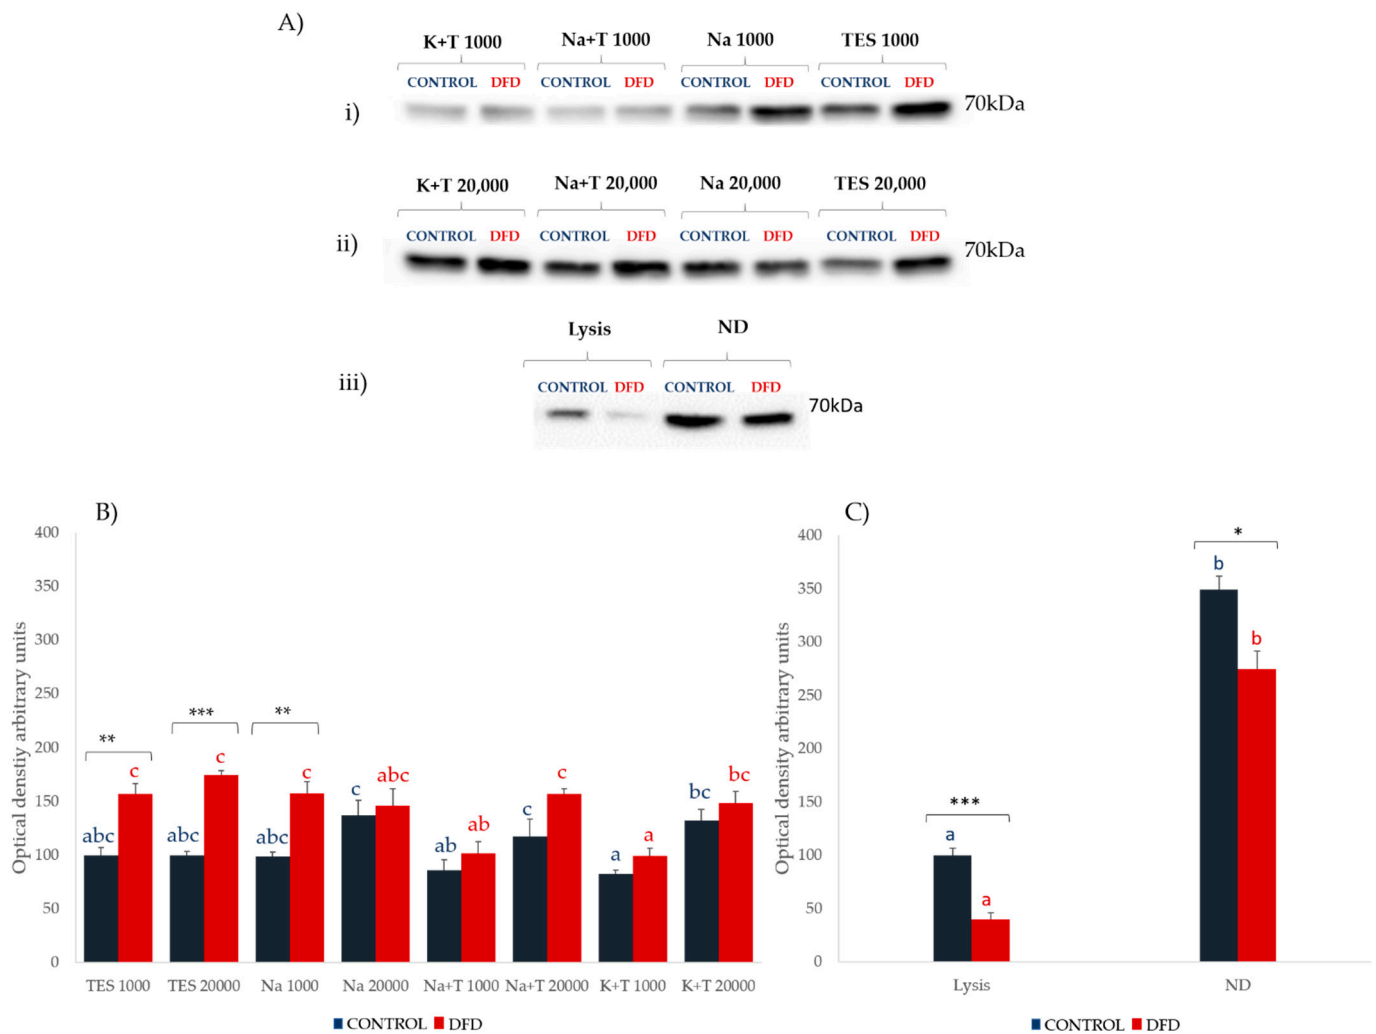 A)
K+T 1000 Na+T 1000 Na 1000 TES 1000
CONTROL DFD CONTROL DFD CONTROL DFD CONTROL DFD
i) 70kDa
K+T 20,000 Na+T 20,000 Na 20,000 TES 20,000
CONTROL DFD CONTROL DFD CONTROL DFD CONTROL DFD
ii) 70kDa
Lysis ND
iii) CONTROL DFD CONTROL DFD
70kDa
B)
Optical denstiy arbitrary units
400
350
300
250
200
150
100
50
0
** *** **
abc c abc c abc c c abc ab ab c c a a bc bc
TES 1000 TES 20000 Na 1000 Na 20000 Na+T 1000 Na+T 20000 K+T 1000 K+T 20000
CONTROL DFD
C)
Optical density arbitrary units
400
350
300
250
200
150
100
50
0
*** *
a a b b
Lysis ND
CONTROL DFD